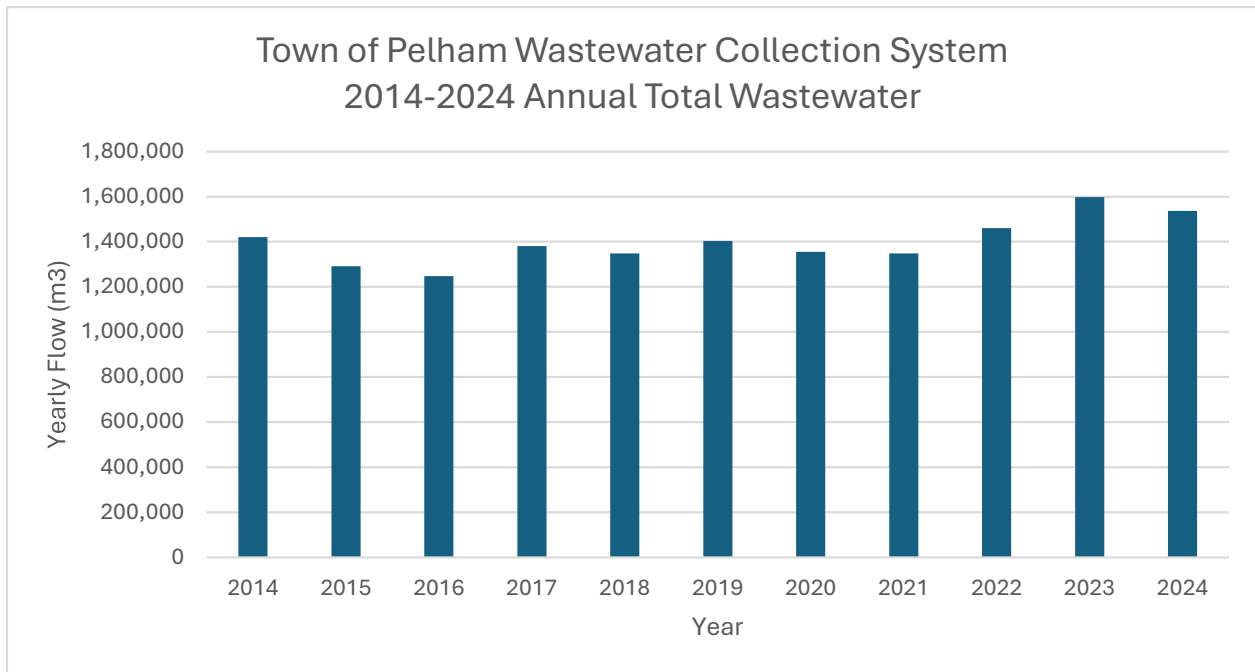 Town of Pelham Wastewater Collection System
2014-2024 Annual Total Wastewater
Yearly Flow (m3)
1,800,000
1,600,000
1,400,000
1,200,000
1,000,000
800,000
600,000
400,000
200,000
0
2014 2015 2016 2017 2018 2019 2020 2021 2022 2023 2024
Year